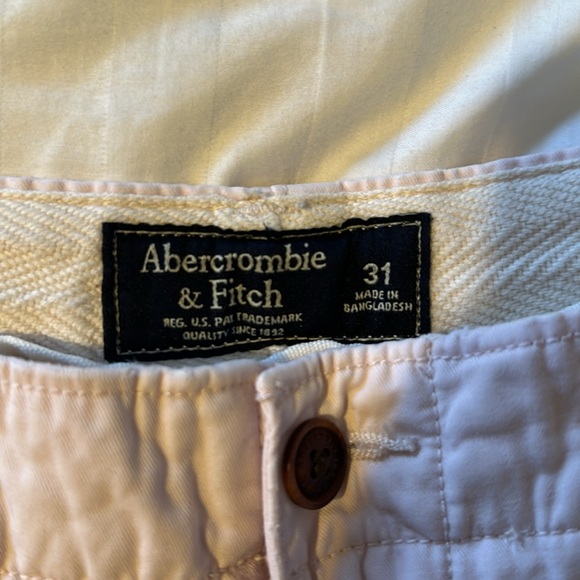 Abercrombie
& Fitch
REG. U.S. PAT TRADEMARK
QUALITY SINCE 1892
31
MADE IN
BANGLADESH